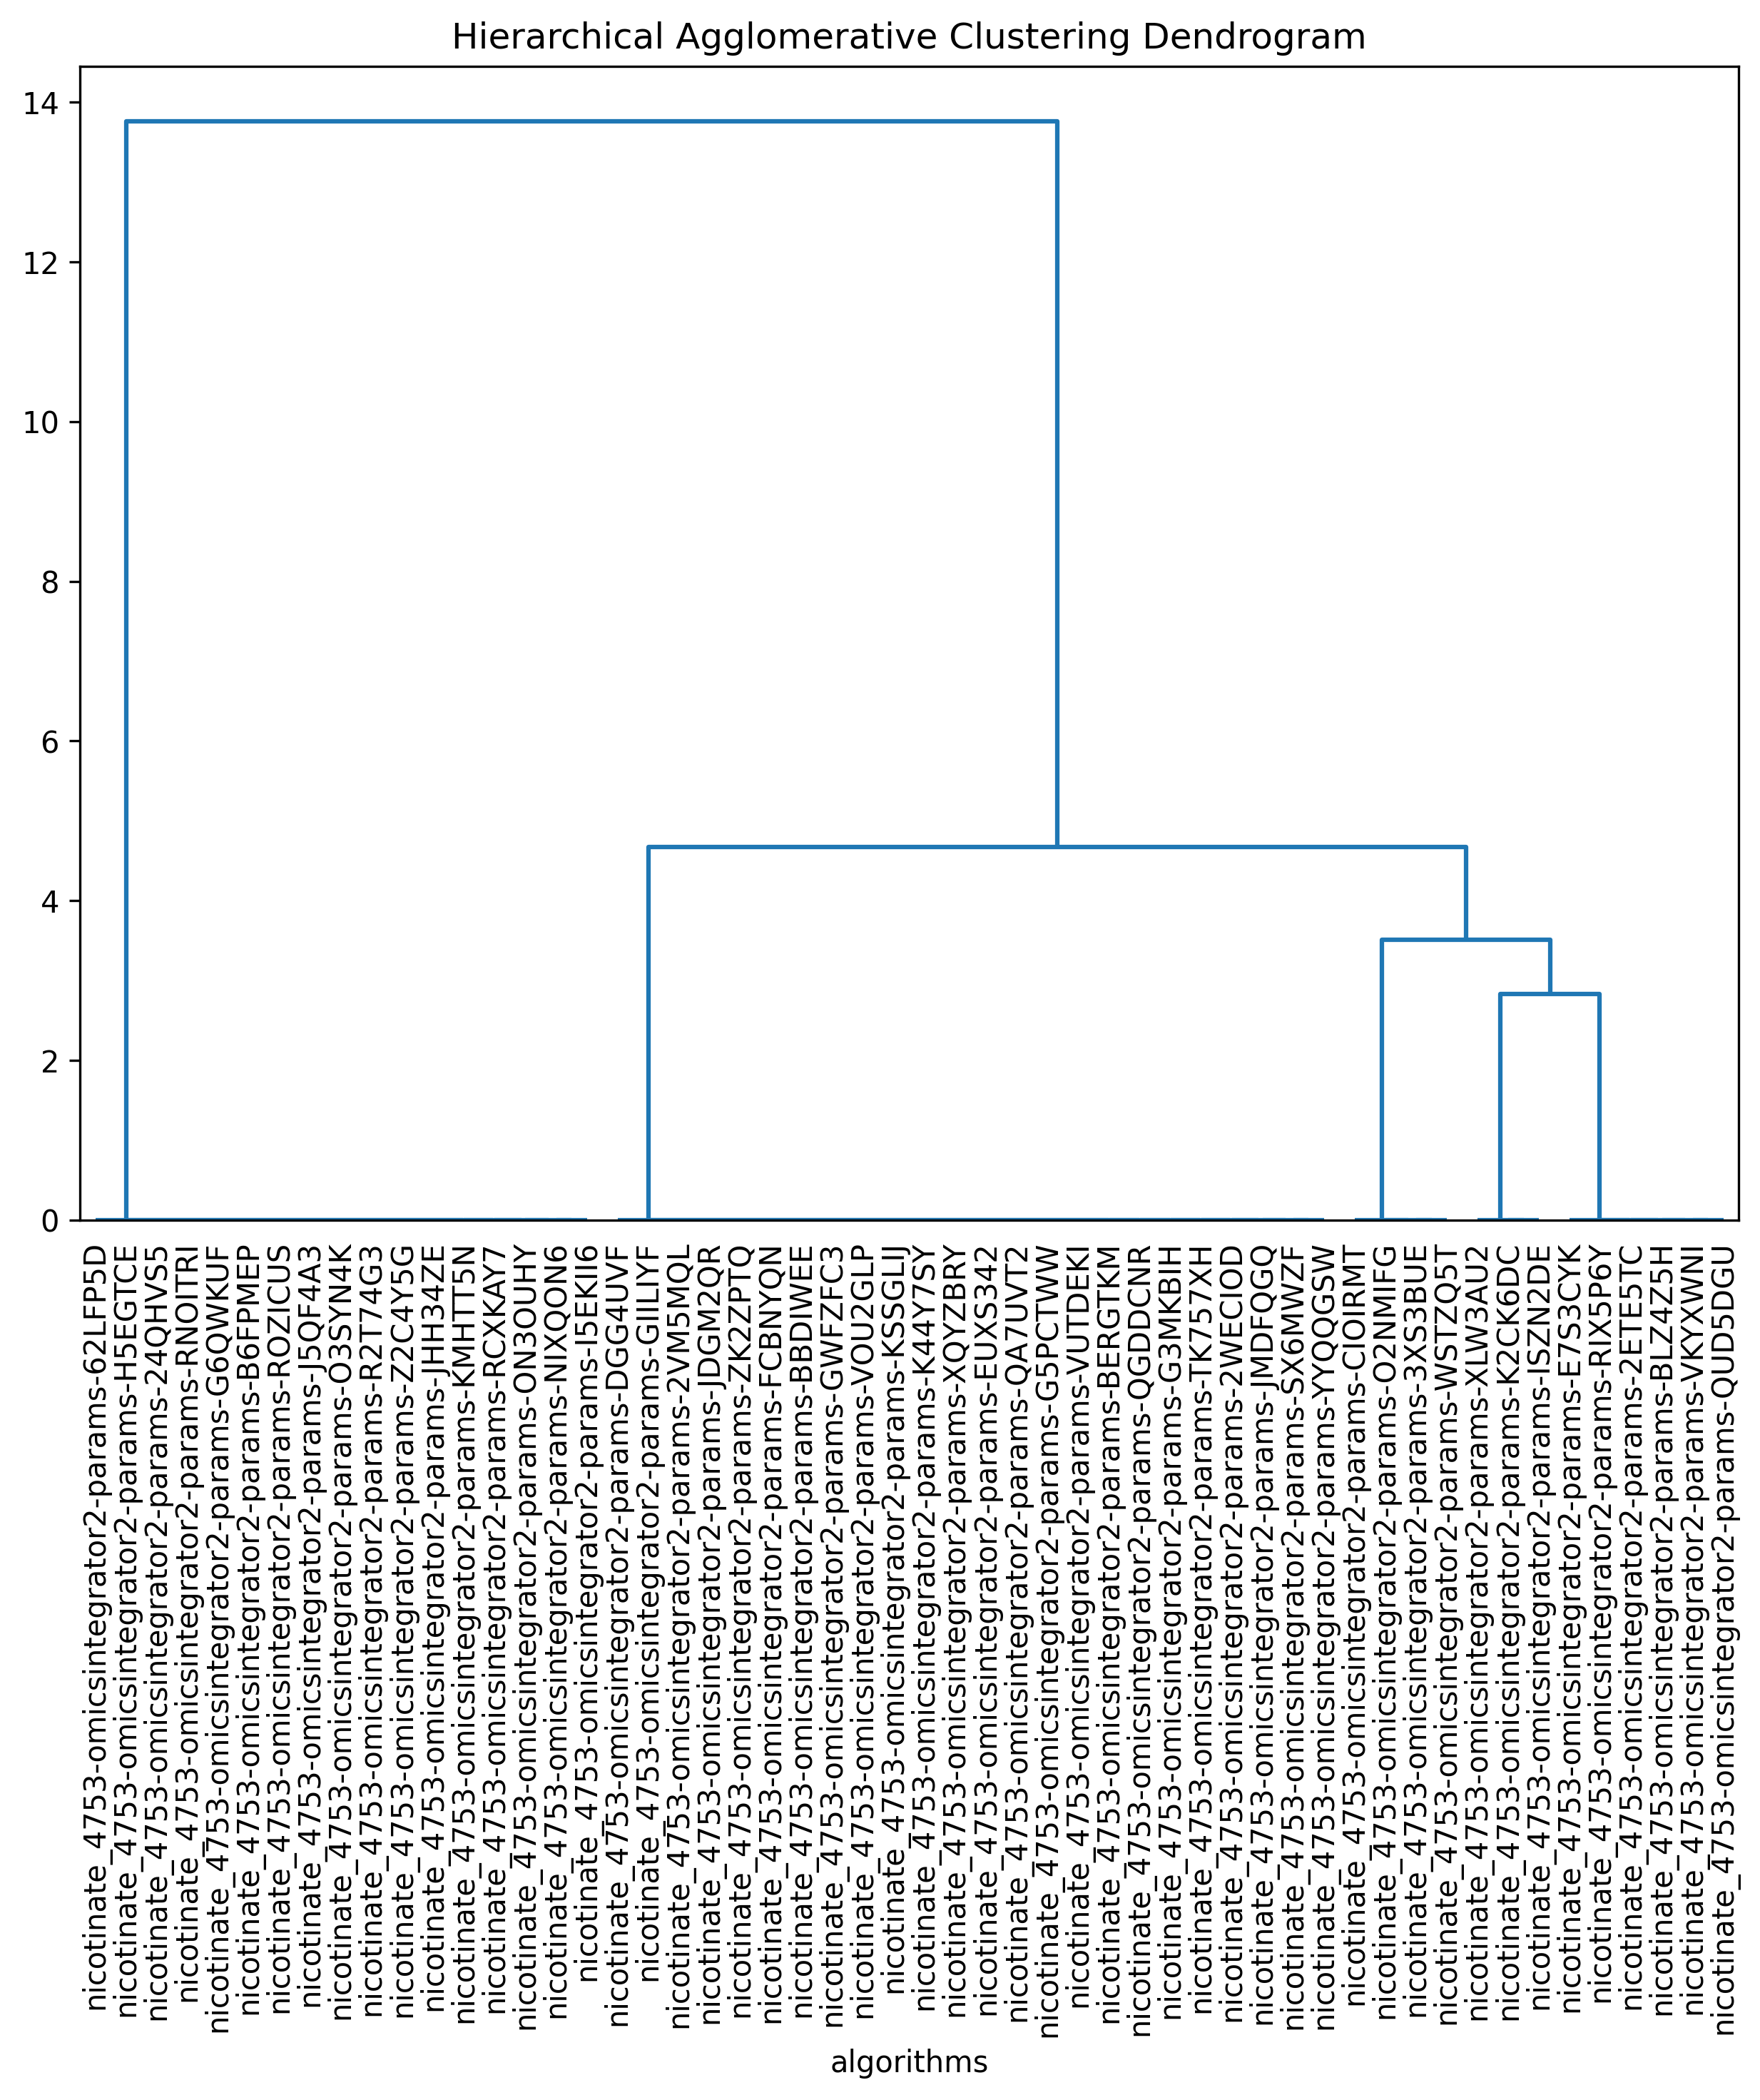 Hierarchical Agglomerative Clustering Dendrogram
14
12
10
8
6
4
2
0
nicotinate_4753-omicsintegrator2-params-62LFP5D
nicotinate_4753-omicsintegrator2-params-H5EGTCE
nicotinate_4753-omicsintegrator2-params-24QHVS5
nicotinate_4753-omicsintegrator2-params-RNOITRI
nicotinate_4753-omicsintegrator2-params-G6QWKUF
nicotinate_4753-omicsintegrator2-params-B6FPMEP
nicotinate_4753-omicsintegrator2-params-ROZICUS
nicotinate_4753-omicsintegrator2-params-J5QF4A3
nicotinate_4753-omicsintegrator2-params-O3SYN4K
nicotinate_4753-omicsintegrator2-params-R2T74G3
nicotinate_4753-omicsintegrator2-params-Z2C4Y5G
nicotinate_4753-omicsintegrator2-params-JHH34ZE
nicotinate_4753-omicsintegrator2-params-KMHTT5N
nicotinate_4753-omicsintegrator2-params-RCXKAY7
nicotinate_4753-omicsintegrator2-params-ON3OUHY
nicotinate_4753-omicsintegrator2-params-NIXQON6
nicotinate_4753-omicsintegrator2-params-I5EKII6
nicotinate_4753-omicsintegrator2-params-DGG4UVF
nicotinate_4753-omicsintegrator2-params-GIILIYF
nicotinate_4753-omicsintegrator2-params-2VM5MQL
nicotinate_4753-omicsintegrator2-params-JDGM2QR
nicotinate_4753-omicsintegrator2-params-ZK2ZPTQ
nicotinate_4753-omicsintegrator2-params-FCBNYQN
nicotinate_4753-omicsintegrator2-params-BBDIWEE
nicotinate_4753-omicsintegrator2-params-GWFZFC3
nicotinate_4753-omicsintegrator2-params-VOU2GLP
nicotinate_4753-omicsintegrator2-params-KSSGLIJ
nicotinate_4753-omicsintegrator2-params-K44Y7SY
nicotinate_4753-omicsintegrator2-params-XQYZBRY
nicotinate_4753-omicsintegrator2-params-EUXS342
nicotinate_4753-omicsintegrator2-params-QA7UVT2
nicotinate_4753-omicsintegrator2-params-G5PCTWW
nicotinate_4753-omicsintegrator2-params-VUTDEKI
nicotinate_4753-omicsintegrator2-params-BERGTKM
nicotinate_4753-omicsintegrator2-params-QGDDCNR
nicotinate_4753-omicsintegrator2-params-G3MKBIH
nicotinate_4753-omicsintegrator2-params-TK757XH
nicotinate_4753-omicsintegrator2-params-2WECIOD
nicotinate_4753-omicsintegrator2-params-JMDFQGQ
nicotinate_4753-omicsintegrator2-params-SX6MWZF
nicotinate_4753-omicsintegrator2-params-YYQQGSW
nicotinate_4753-omicsintegrator2-params-CIOIRMT
nicotinate_4753-omicsintegrator2-params-O2NMIFG
nicotinate_4753-omicsintegrator2-params-3XS3BUE
nicotinate_4753-omicsintegrator2-params-WSTZQ5T
nicotinate_4753-omicsintegrator2-params-XLW3AU2
nicotinate_4753-omicsintegrator2-params-K2CK6DC
nicotinate_4753-omicsintegrator2-params-ISZN2DE
nicotinate_4753-omicsintegrator2-params-E7S3CYK
nicotinate_4753-omicsintegrator2-params-RIX5P6Y
nicotinate_4753-omicsintegrator2-params-2ETE5TC
nicotinate_4753-omicsintegrator2-params-BLZ4Z5H
nicotinate_4753-omicsintegrator2-params-VKYXWNI
nicotinate_4753-omicsintegrator2-params-QUD5DGU
algorithms